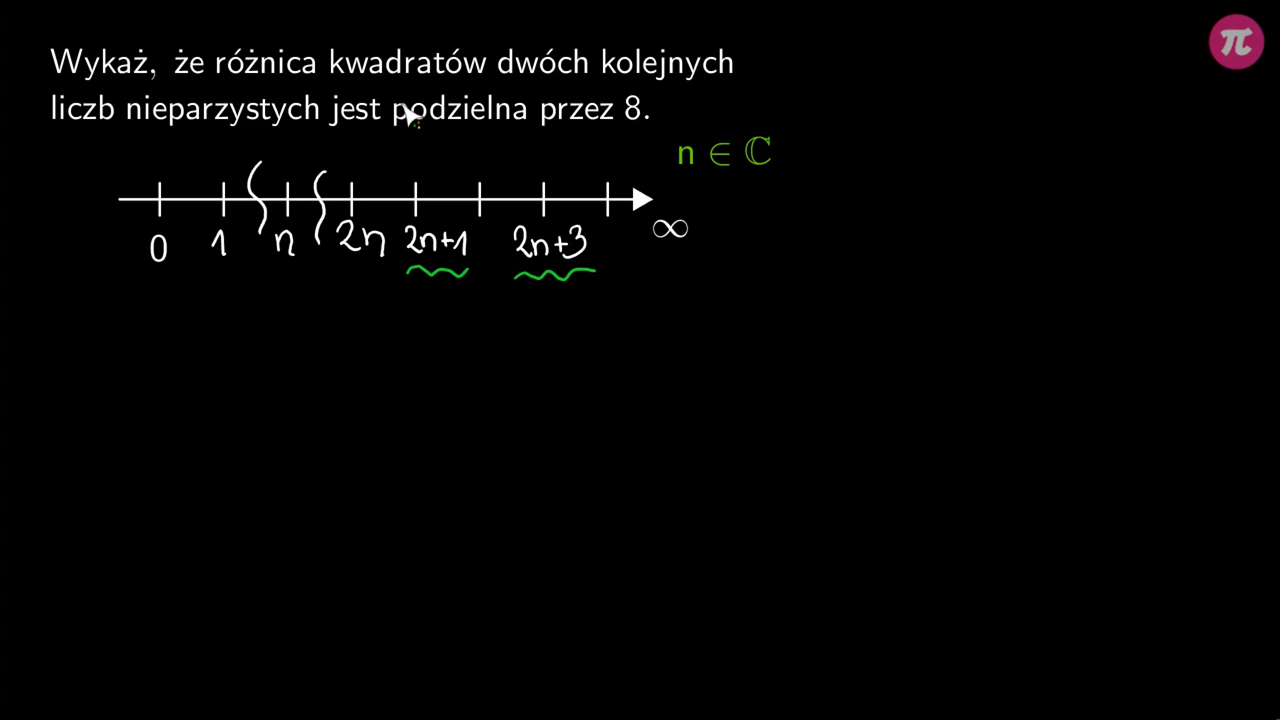 Wykaż, że różnica kwadratów dwóch kolejnych
liczb nieparzystych jest podzielna przez 8.
n ∈ ℂ
0 1 n 2n 2n+1 2n+3 ∞
π